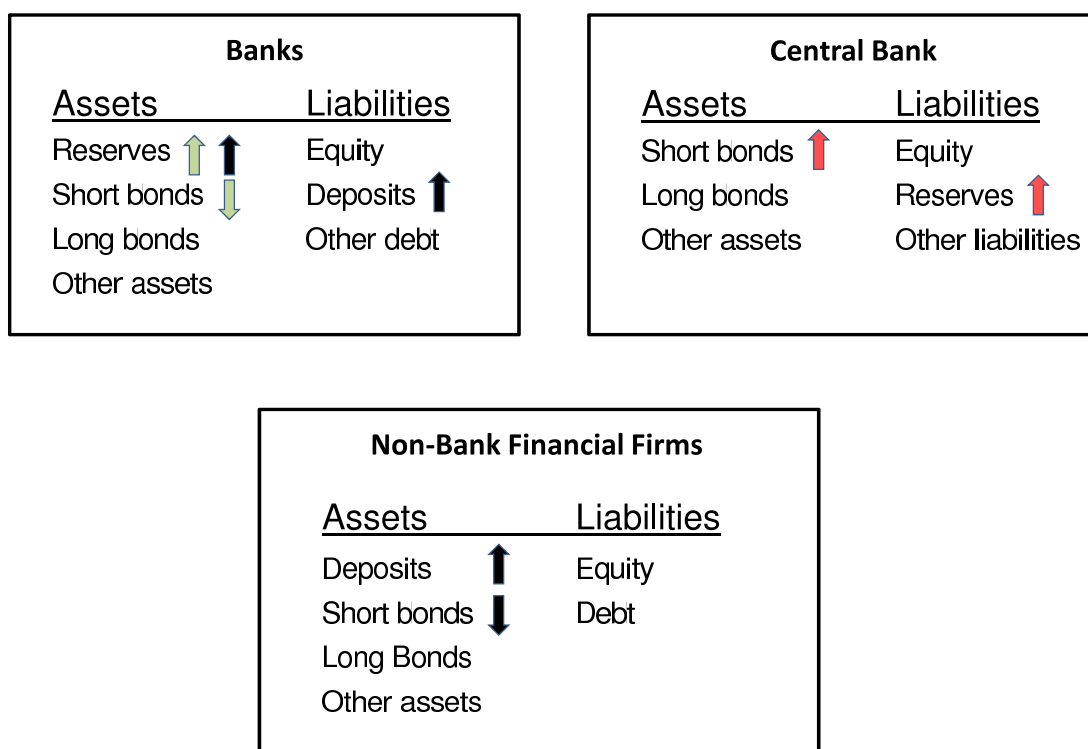 Banks
Assets Liabilities
Reserves Equity
Short bonds Deposits
Long bonds Other debt
Other assets
Central Bank
Assets Liabilities
Short bonds Equity
Long bonds Reserves
Other assets Other liabilities
Non-Bank Financial Firms
Assets Liabilities
Deposits Equity
Short bonds Debt
Long Bonds
Other assets